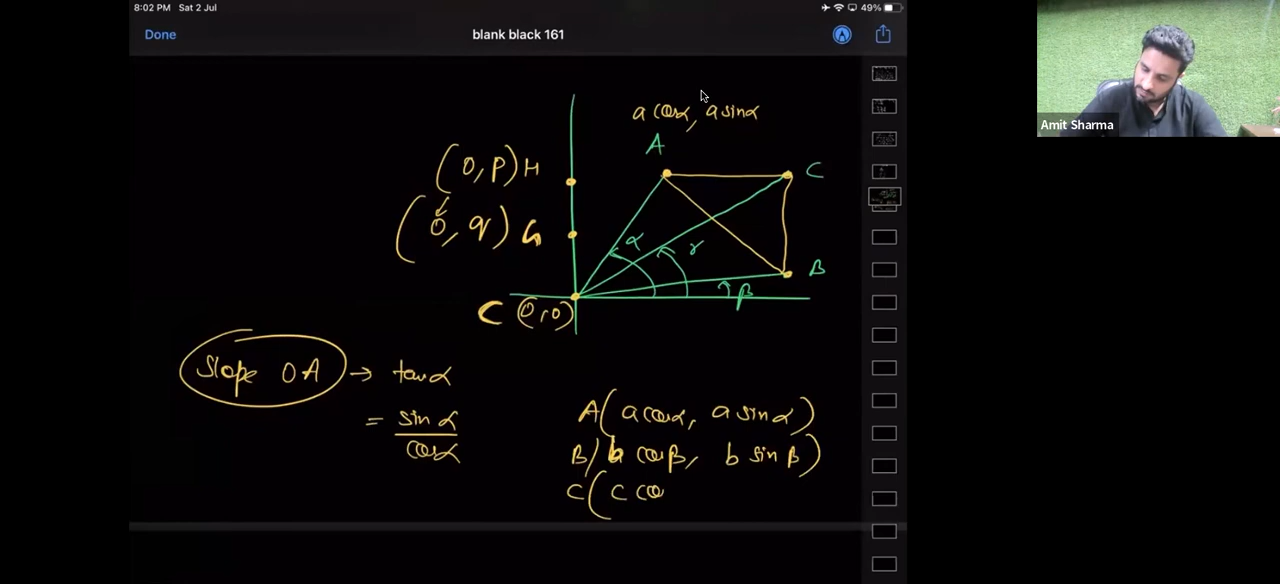 8:02 PM Sat 2 Jul
49%
Done
blank black 161
Amit Sharma
a cosα, a sinα
A
(0, P) H
C
(0, q) G
α
γ
B
β
C (0,0)
Slope OA → tanα
= sinα
cosα
A(a cosα, a sinα)
B(b cosβ, b sinβ)
C(C co